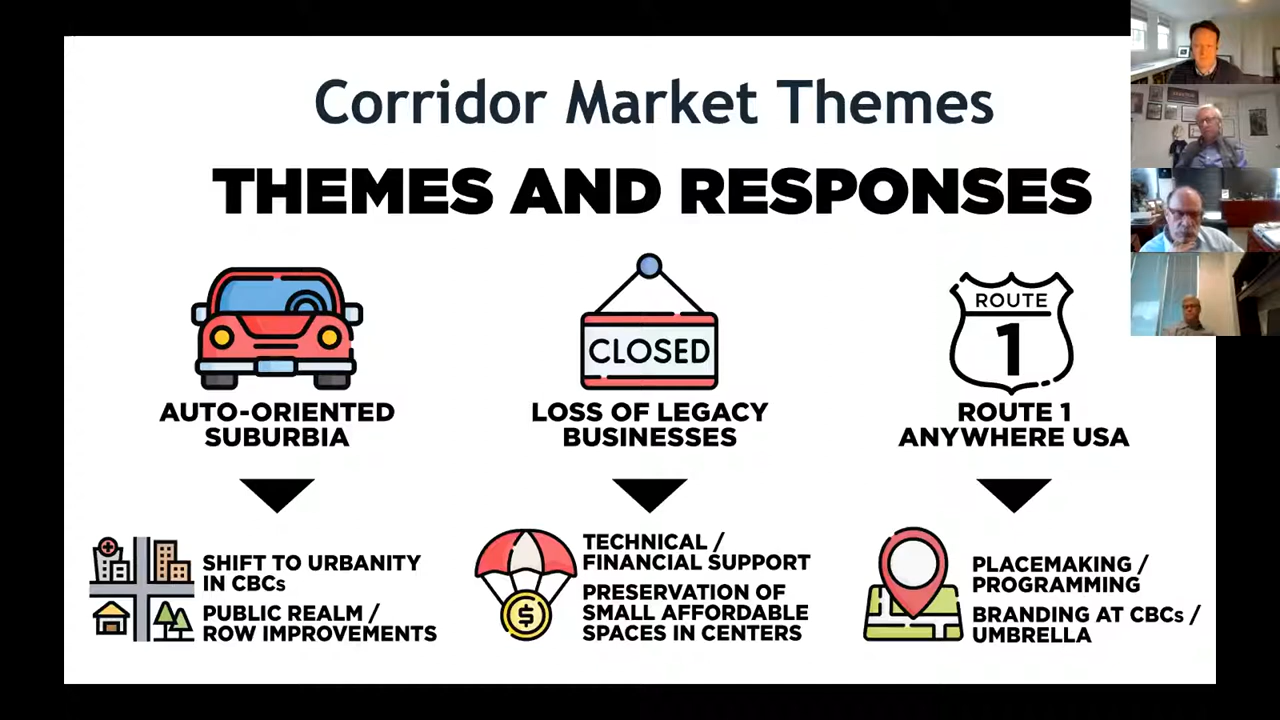 Corridor Market Themes
THEMES AND RESPONSES
AUTO-ORIENTED
SUBURBIA
SHIFT TO URBANITY
IN CBCs
PUBLIC REALM /
ROW IMPROVEMENTS
CLOSED
LOSS OF LEGACY
BUSINESSES
$
TECHNICAL /
FINANCIAL SUPPORT
PRESERVATION OF
SMALL AFFORDABLE
SPACES IN CENTERS
ROUTE
1
ROUTE 1
ANYWHERE USA
PLACEMAKING /
PROGRAMMING
BRANDING AT CBCs /
UMBRELLA